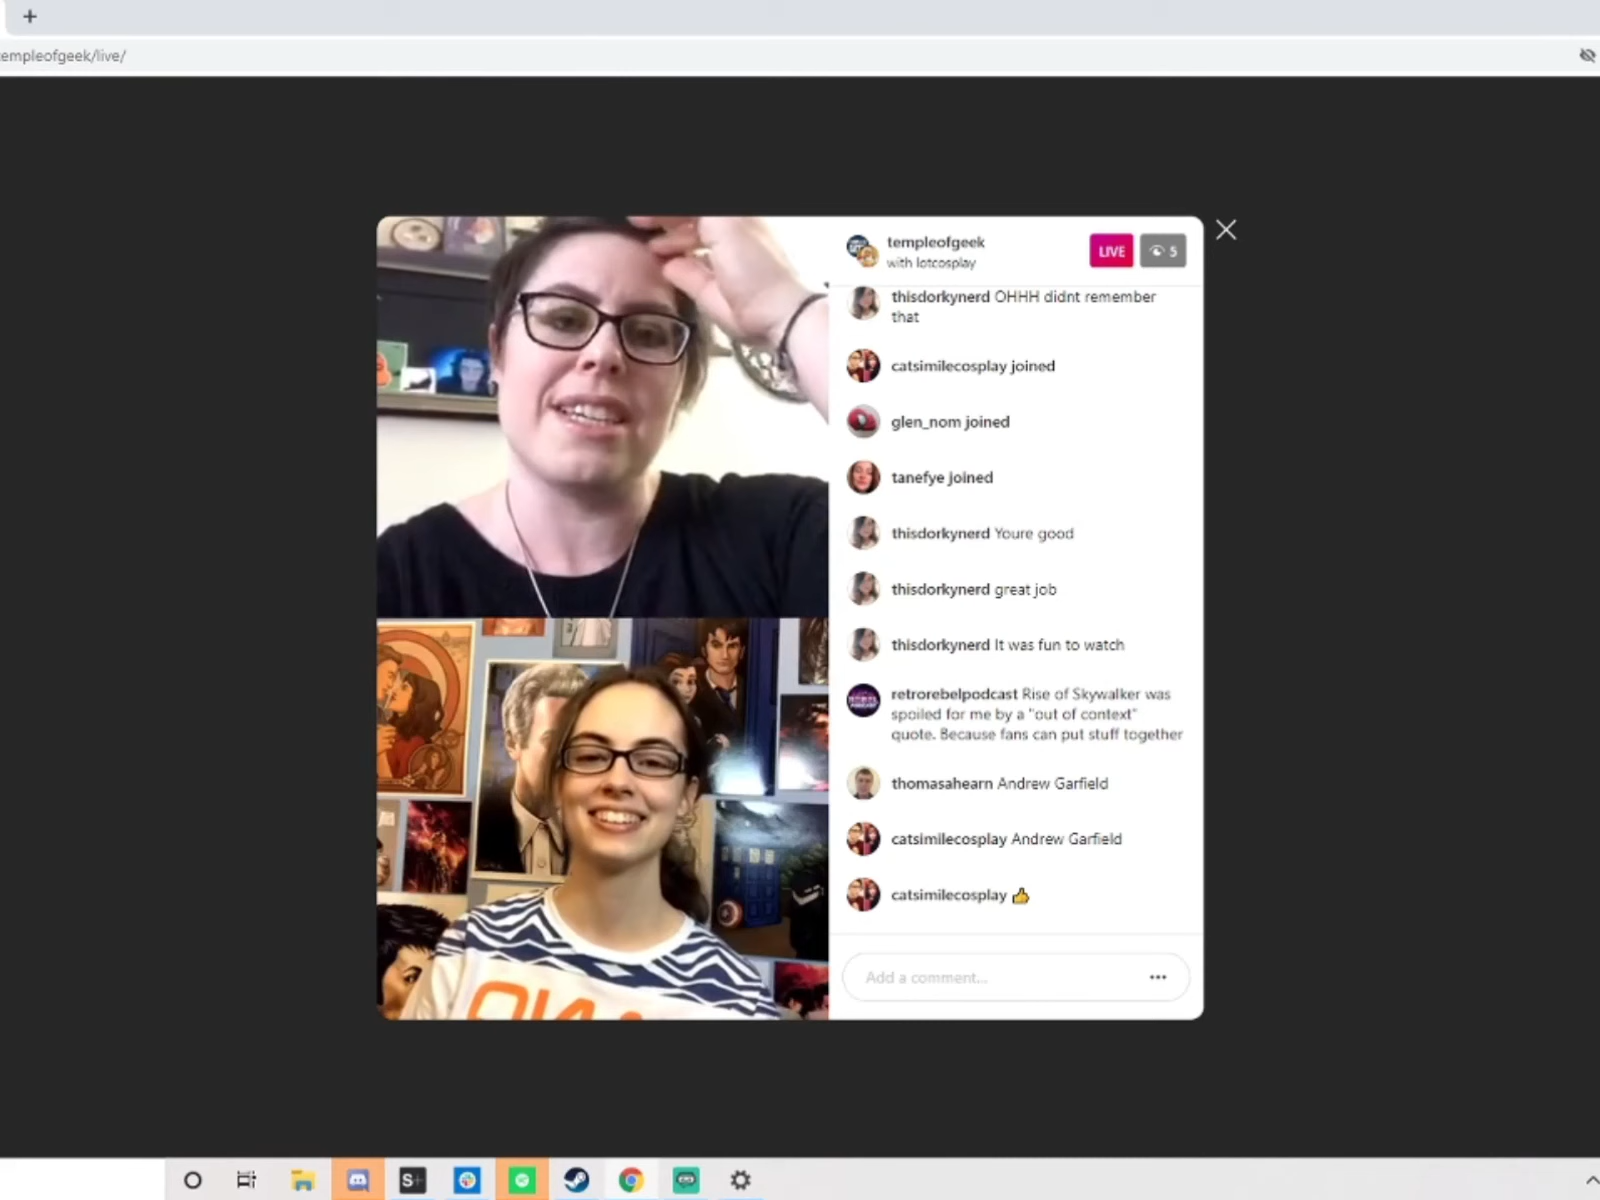 empleofgeek/live/
templeofgeek
with lotcosplay
LIVE
5
thisdorkynerd OHHH didnt remember
that
catsimilecosplay joined
glen_nom joined
tanefye joined
thisdorkynerd Youre good
thisdorkynerd great job
thisdorkynerd It was fun to watch
retrorebelpodcast Rise of Skywalker was
spoiled for me by a "out of context"
quote. Because fans can put stuff together
thomasahearn Andrew Garfield
catsimilecosplay Andrew Garfield
catsimilecosplay 👍
Add a comment...
S+